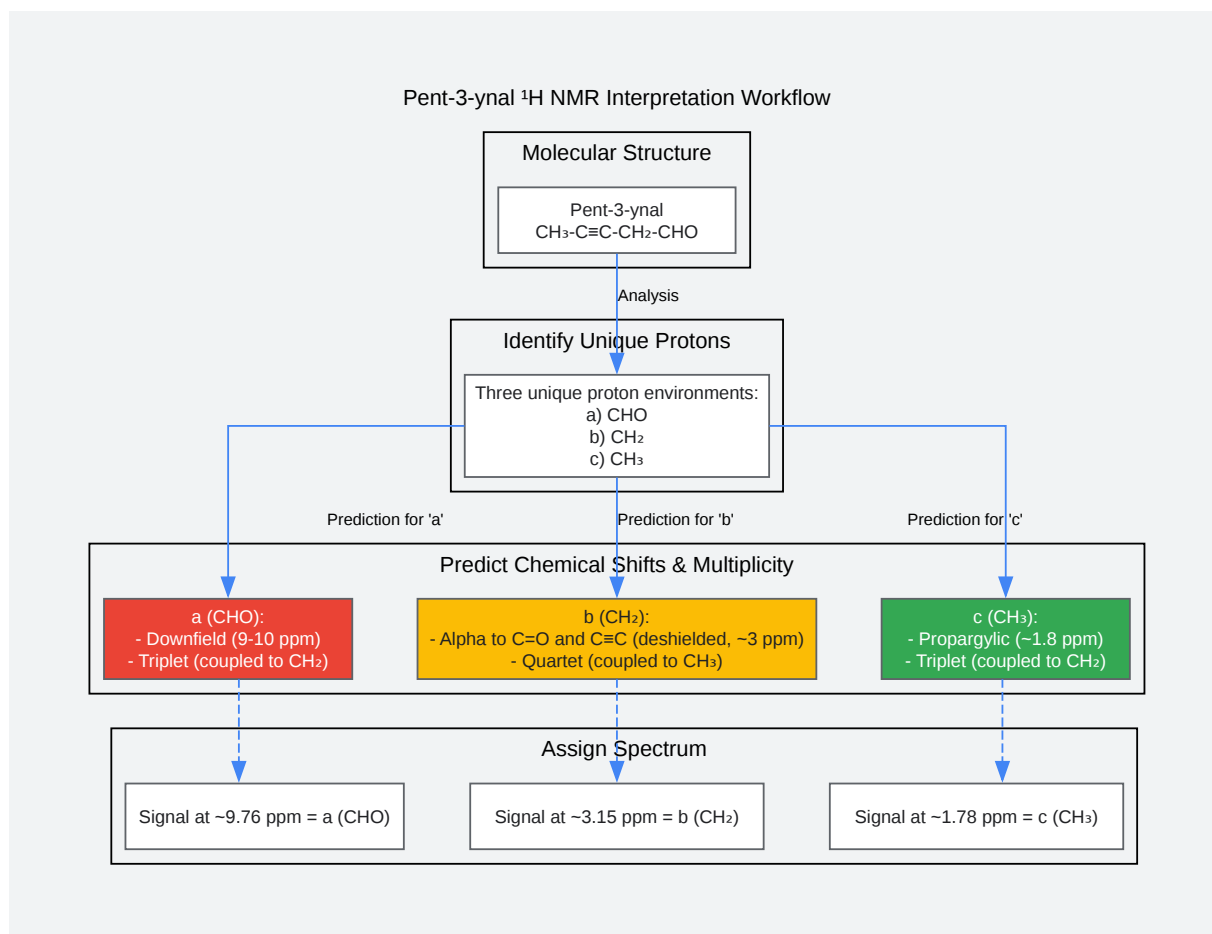 Pent-3-ynal ¹H NMR Interpretation Workflow
Molecular Structure
Pent-3-ynal
CH₃-C≡C-CH₂-CHO
Analysis
Identify Unique Protons
Three unique proton environments:
a) CHO
b) CH₂
c) CH₃
Prediction for 'a'
Prediction for 'b'
Prediction for 'c'
Predict Chemical Shifts & Multiplicity
a (CHO):
- Downfield (9-10 ppm)
- Triplet (coupled to CH₂)
b (CH₂):
- Alpha to C=O and C≡C (deshielded, ~3 ppm)
- Quartet (coupled to CH₃)
c (CH₃):
- Propargylic (~1.8 ppm)
- Triplet (coupled to CH₂)
Assign Spectrum
Signal at ~9.76 ppm = a (CHO)
Signal at ~3.15 ppm = b (CH₂)
Signal at ~1.78 ppm = c (CH₃)